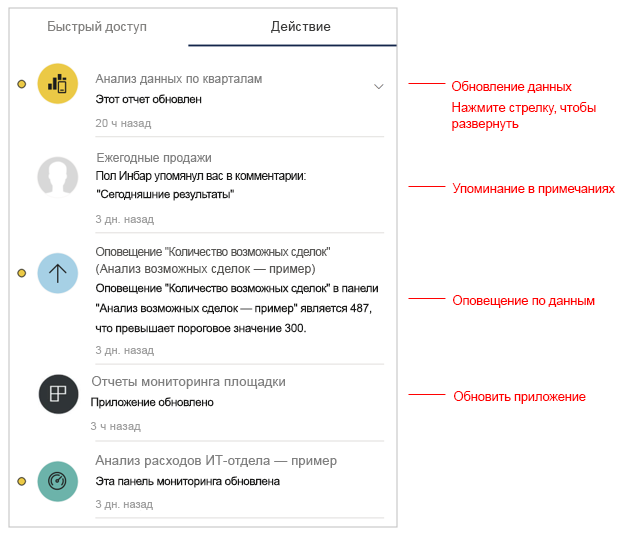 Быстрый доступ
Действие
Анализ данных по кварталам
Этот отчет обновлен
20 ч назад
Обновление данных
Нажмите стрелку, чтобы
развернуть
Ежегодные продажи
Пол Инбар упомянул вас в комментарии:
"Сегодняшние результаты"
3 дн. назад
Упоминание в примечаниях
Оповещение "Количество возможных сделок"
(Анализ возможных сделок — пример)
Оповещение "Количество возможных сделок" в панели
"Анализ возможных сделок — пример" является 487,
что превышает пороговое значение 300.
3 дн. назад
Оповещение по данным
Отчеты мониторинга площадки
Приложение обновлено
3 ч назад
Обновить приложение
Анализ расходов ИТ-отдела — пример
Эта панель мониторинга обновлена
3 дн. назад